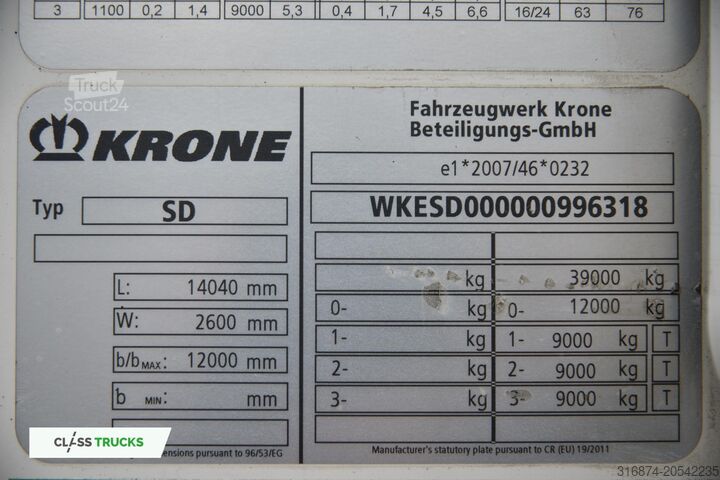 3 1100 0,2 1,4 9000 5,3 0,4 1,7 4,5 6,6 16/24 63 76
Truck
Scout24
KRONE
Typ SD
L: 14040 mm
W: 2600 mm
b/bMAX: 12000 mm
b MIN: mm
ensions pursuant to 96/53/EG
Fahrzeugwerk Krone
Beteiligungs-GmbH
e1*2007/46*0232
WKESD000000996318
kg 39000 kg
0- kg 0- 12000 kg
1- kg 1- 9000 kg T
2- kg 2- 9000 kg T
3- kg 3- 9000 kg T
Manufacturer's statutory plate pursuant to CR (EU) 19/2011
CLASSTRUCKS
316874-20542235